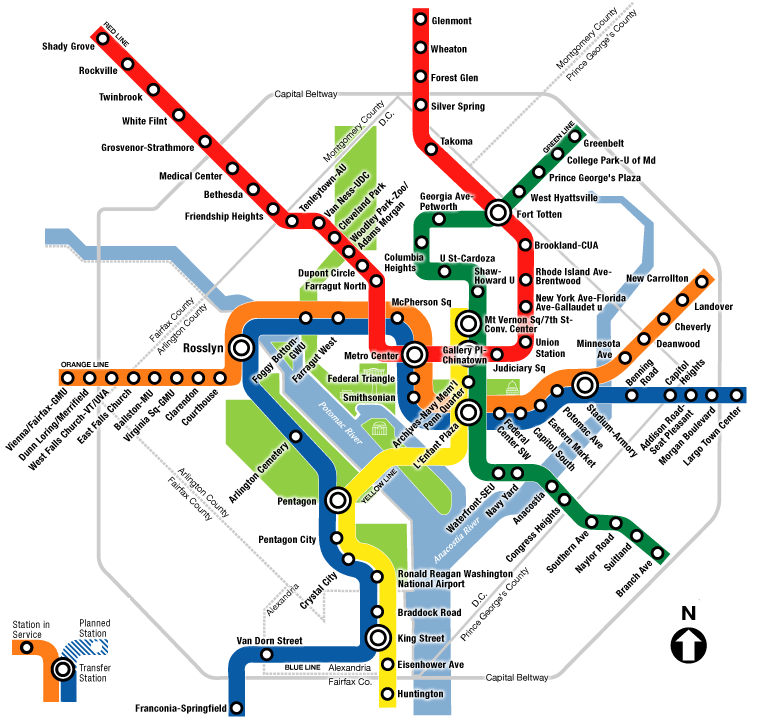 Glenmont
Wheaton
Forest Glen
Silver Spring
Takoma
Montgomery County
Prince George's County
RED LINE
Shady Grove
Rockville
Twinbrook
White Filnt
Grosvenor-Strathmore
Medical Center
Bethesda
Friendship Heights
Capital Beltway
Montgomery County
D.C.
Tenleytown-AU
Van Ness-UDC
Cleveland Park
Woodley Park-Zoo/
Adams Morgan
Dupont Circle
Farragut North
GREEN LINE
Greenbelt
College Park-U of Md
Prince George's Plaza
West Hyattsville
Fort Totten
Georgia Ave-
Petworth
Columbia
Heights
U St-Cardoza
Shaw-
Howard U
Brookland-CUA
Rhode Island Ave-
Brentwood
New York Ave-Florida
Ave-Gallaudet u
Union
Station
Judiciary Sq
Mt Vernon Sq/7th St-
Conv. Center
Gallery Pl-
Chinatown
McPherson Sq
Metro Center
Federal Triangle
Smithsonian
Foggy Bottom-
GWU
Farragut West
Rosslyn
Fairfax County
Arlington County
ORANGE LINE
Vienna/Fairfax-GMU
Dunn Loring/Merrifield
West Falls Church-VT/VA
East Falls Church
Ballston-MU
Virginia Sq-GMU
Clarendon
Courthouse
New Carrollton
Landover
Cheverly
Deanwood
Minnesota
Ave
Benning
Road
Capitol
Heights
Addison Road-
Seat Pleasant
Morgan Boulevard
Largo Town Center
Stadium-Armory
Potomac Ave
Eastern Market
Capitol South
Federal
Center SW
Archives-Navy Mem'l
Penn Quarter
L'Enfant Plaza
Potomac River
Arlington Cemetery
Arlington County
Fairfax County
Pentagon
YELLOW LINE
Pentagon City
Crystal City
Waterfront-SEU
Navy Yard
Anacostia
Congress Heights
Southern Ave
Naylor Road
Suitland
Branch Ave
Anacostia River
Ronald Reagan Washington
National Airport
Braddock Road
King Street
Eisenhower Ave
Huntington
Alexandria
D.C.
Prince George's County
Van Dorn Street
BLUE LINE
Alexandria
Fairfax Co.
Capital Beltway
Franconia-Springfield
Station in
Service
Planned
Station
Transfer
Station
N